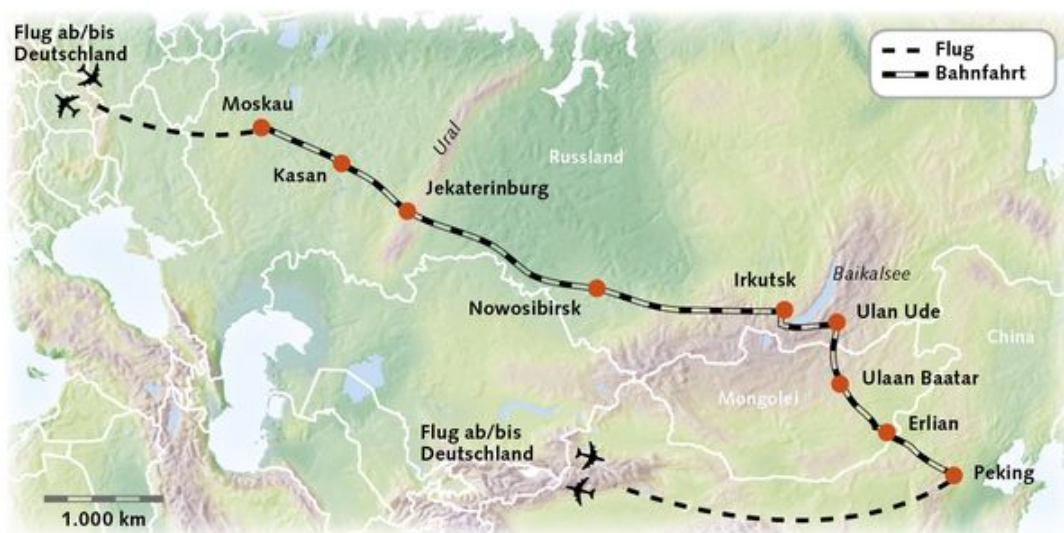 Flug ab/bis
Deutschland
Flug
Bahnfahrt
Moskau
Ural
Kasan
Russland
Jekaterinburg
Nowosibirsk
Irkutsk
Baikalsee
Ulan Ude
China
Ulaan Baatar
Mongolei
Erlian
Flug ab/bis
Deutschland
Peking
1.000 km